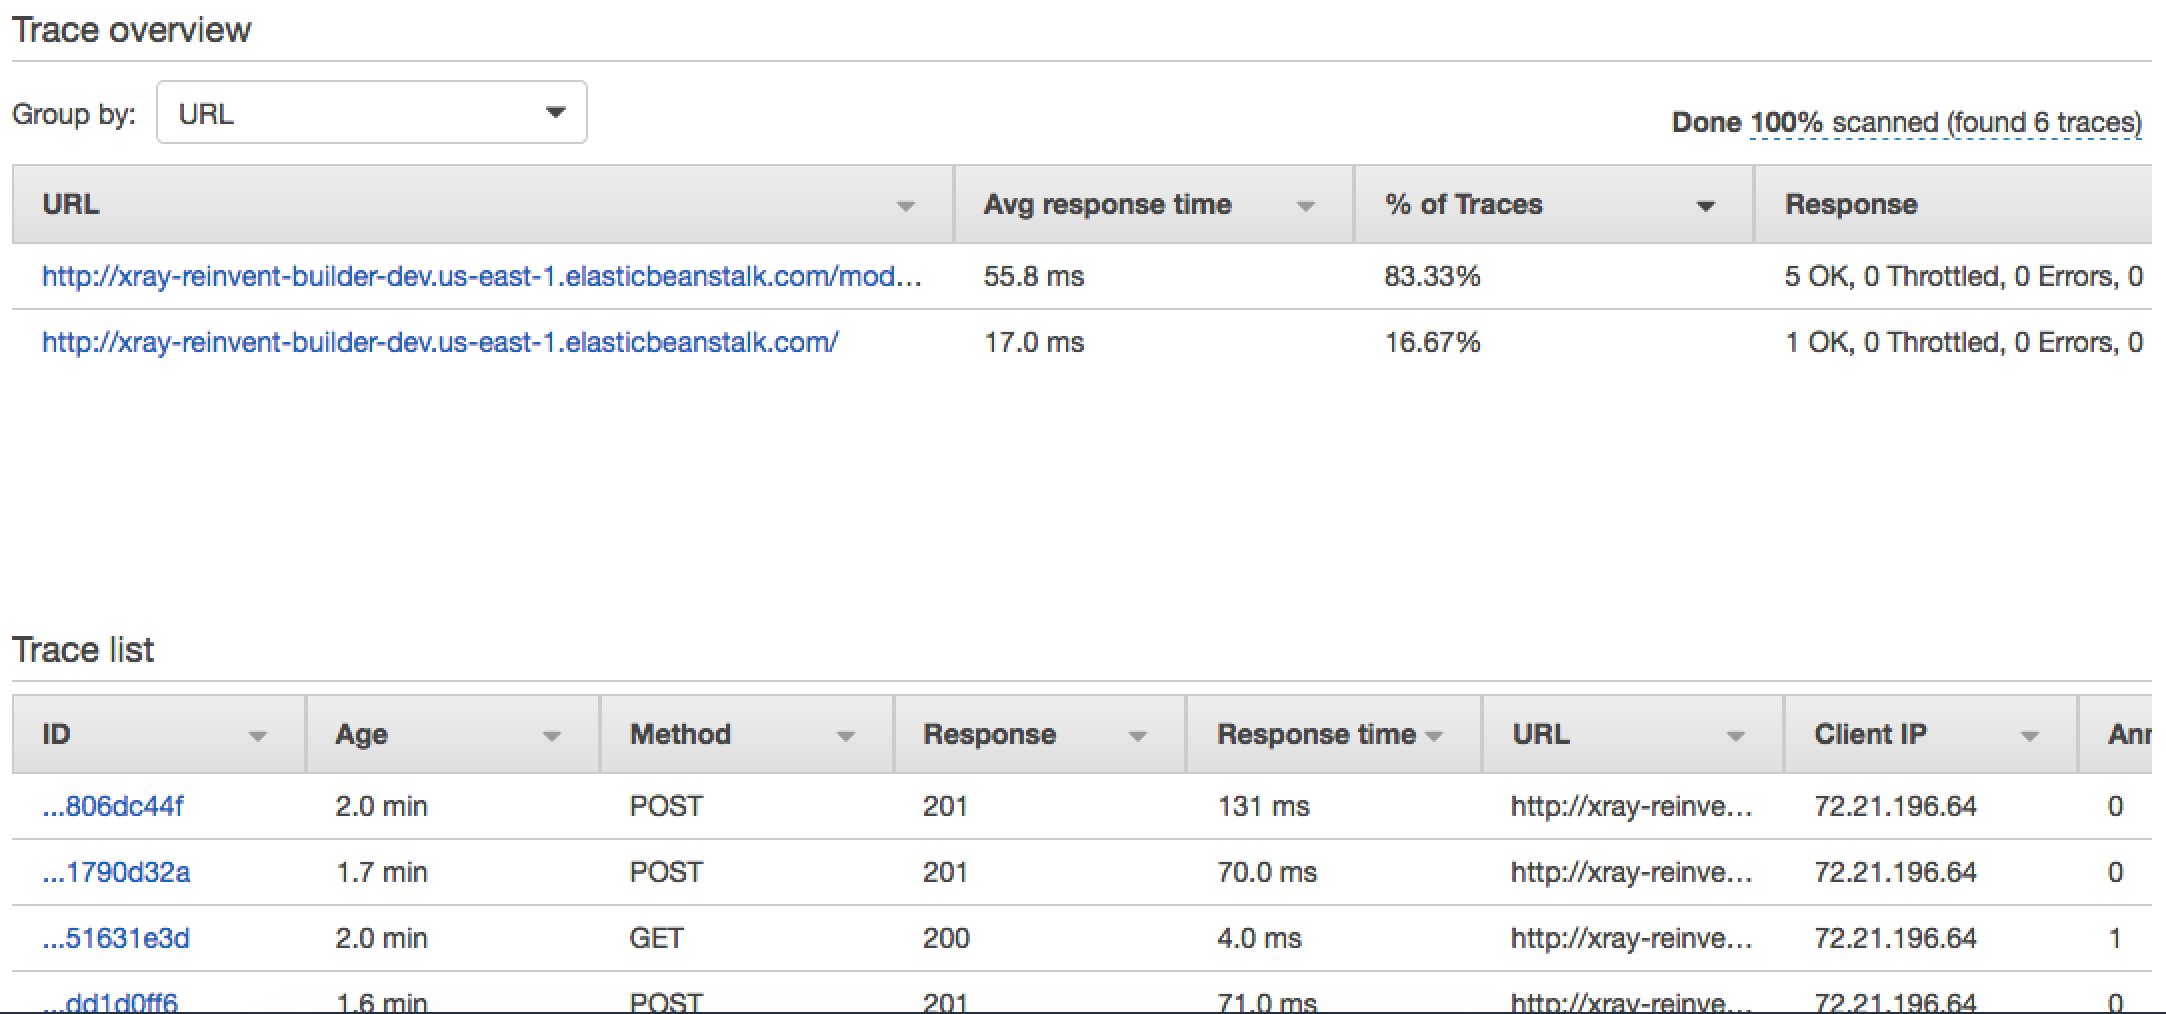 Trace overview
Group by: URL
Done 100% scanned (found 6 traces)
URL Avg response time % of Traces Response
http://xray-reinvent-builder-dev.us-east-1.elasticbeanstalk.com/mod... 55.8 ms 83.33% 5 OK, 0 Throttled, 0 Errors, 0
http://xray-reinvent-builder-dev.us-east-1.elasticbeanstalk.com/ 17.0 ms 16.67% 1 OK, 0 Throttled, 0 Errors, 0
Trace list
ID Age Method Response Response time URL Client IP Ann
...806dc44f 2.0 min POST 201 131 ms http://xray-reinve... 72.21.196.64 0
...1790d32a 1.7 min POST 201 70.0 ms http://xray-reinve... 72.21.196.64 0
...51631e3d 2.0 min GET 200 4.0 ms http://xray-reinve... 72.21.196.64 1
...dd1d0ff6 1.6 min POST 201 71.0 ms http://xray-reinve... 72.21.196.64 0